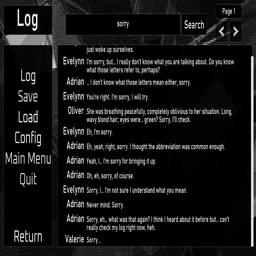 Log
sorry
Search
Page 1
< >
Log
Save
Load
Config
Main Menu
Quit
Return
just woke up ourselves.
Evelynn I'm sorry, but... I really don't know what you are talking about. Do you know
what those letters refer to, perhaps?
Adrian ... I don't know what those letters mean either, sorry.
Evelynn You're right. I'm sorry, I will try.
Oliver She was breathing peacefully, completely oblivious to her situation. Long,
wavy blond hair; eyes were... green? Sorry, I'll check.
Evelynn Eh, I'm sorry.
Adrian Eh, yeah, right, sorry. I thought the abbreviation was common enough.
Adrian Yeah, I... I'm sorry for bringing it up.
Adrian Oh, eh, sorry, of course.
Evelynn Sorry, I... I'm not sure I understand what you mean.
Adrian Never mind. Sorry.
Adrian Sorry, eh... what was that again? I think I heard about it before but... can't
really check my log right now, heh.
Valerie Sorry...